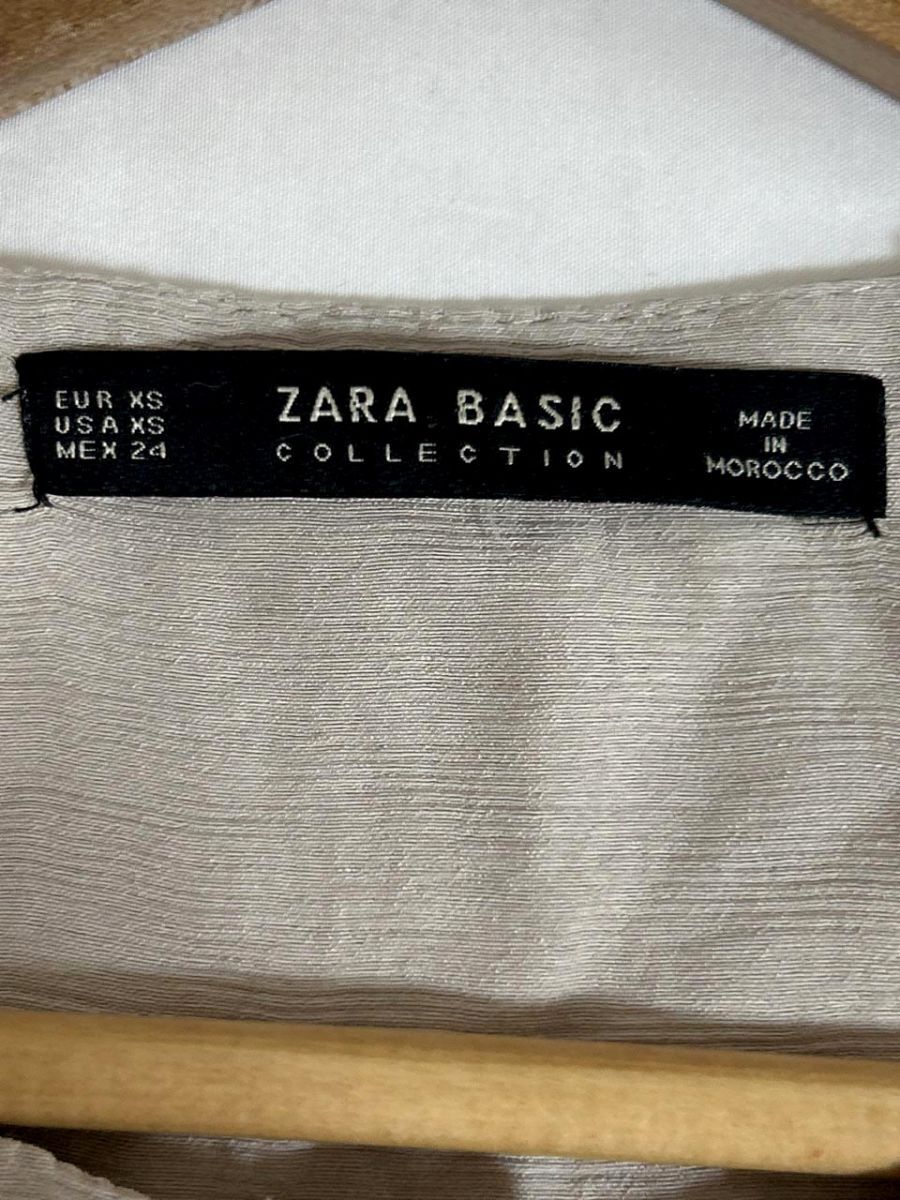 EUR XS
USA XS
MEX 24
ZARA BASIC
COLLECTION
MADE
IN
MOROCCO